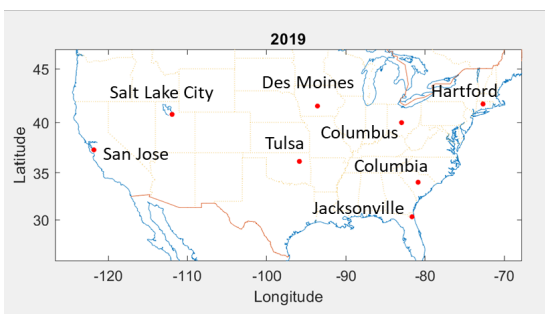 2019
45
40
35
30
Latitude
Salt Lake City
Des Moines
Hartford
San Jose
Tulsa
Columbus
Columbia
Jacksonville
-120
-110
-100
-90
-80
-70
Longitude